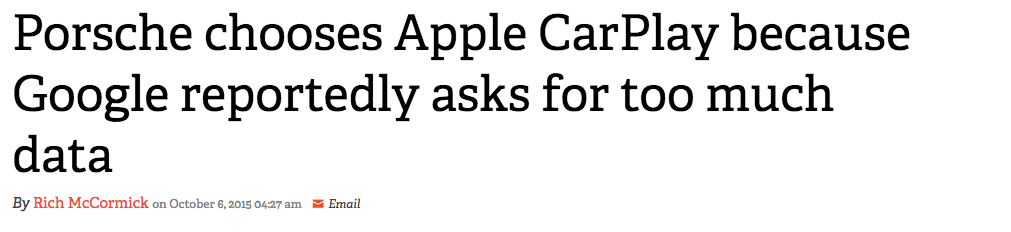 Porsche chooses Apple CarPlay because
Google reportedly asks for too much
data
By Rich McCormick on October 6, 2015 04:27 am Email